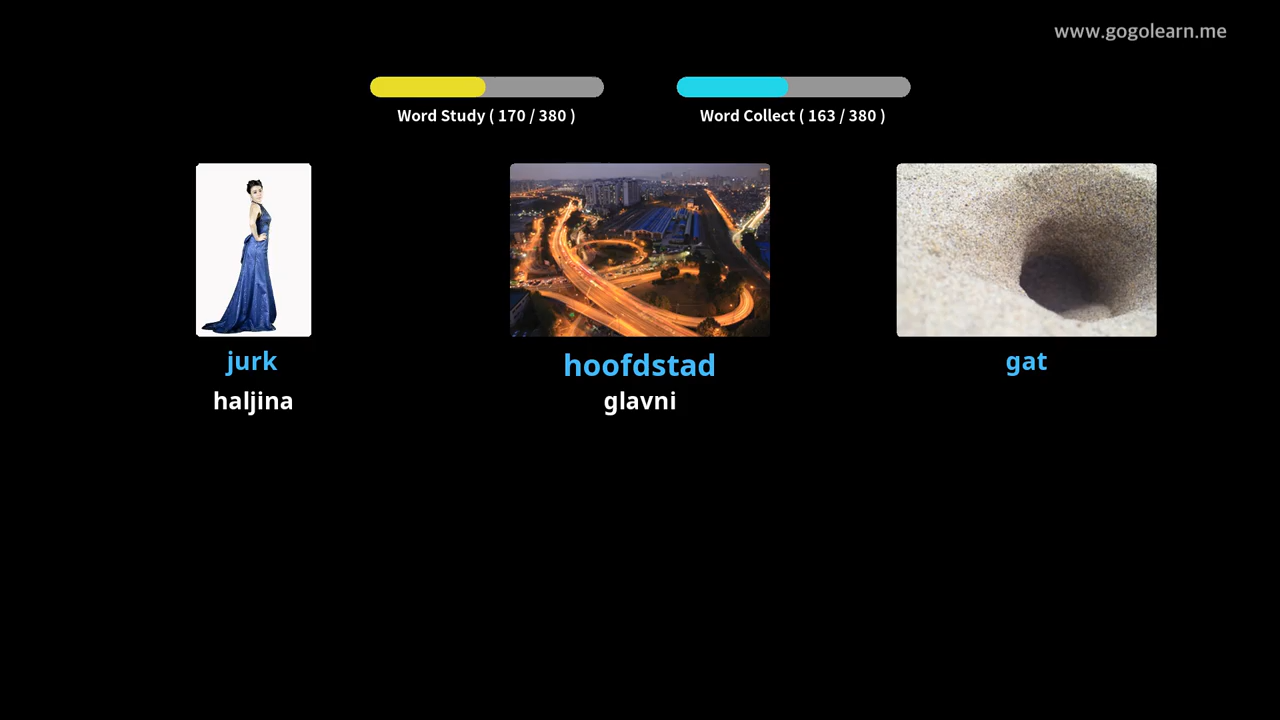 www.gogolearn.me
Word Study ( 170 / 380 )
Word Collect ( 163 / 380 )
jurk
hoofdstad
gat
haljina
glavni